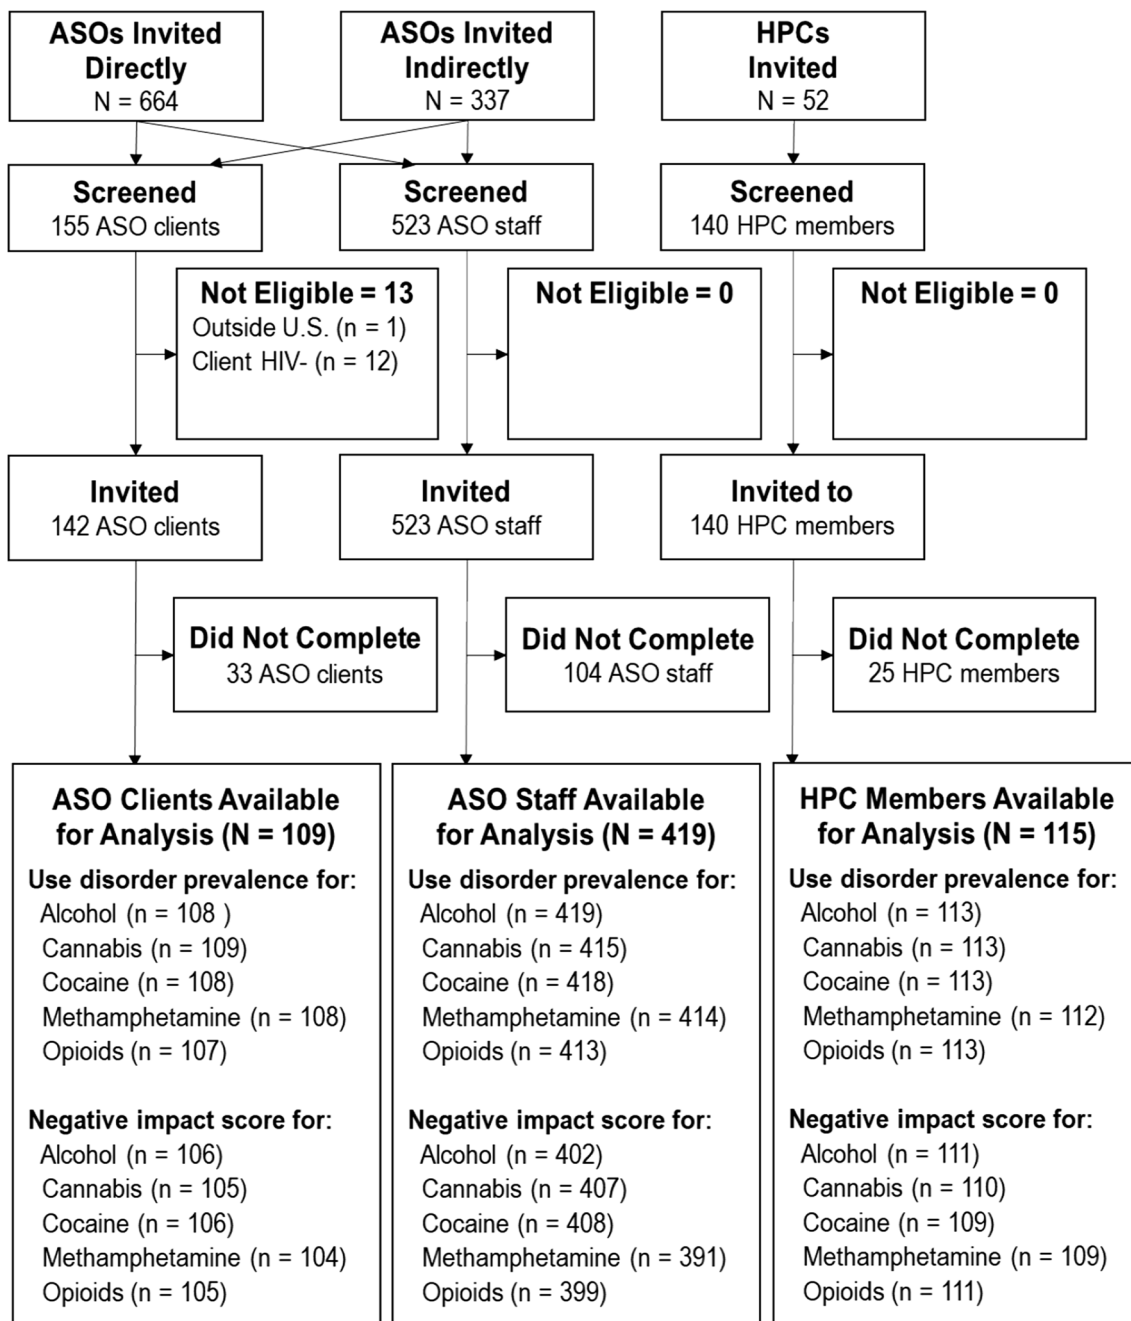 ASOs Invited
Directly
N = 664
ASOs Invited
Indirectly
N = 337
HPCs
Invited
N = 52
Screened
155 ASO clients
Screened
523 ASO staff
Screened
140 HPC members
Not Eligible = 13
Outside U.S. (n = 1)
Client HIV- (n = 12)
Not Eligible = 0
Not Eligible = 0
Invited
142 ASO clients
Invited
523 ASO staff
Invited to
140 HPC members
Did Not Complete
33 ASO clients
Did Not Complete
104 ASO staff
Did Not Complete
25 HPC members
ASO Clients Available
for Analysis (N = 109)
Use disorder prevalence for:
Alcohol (n = 108 )
Cannabis (n = 109)
Cocaine (n = 108)
Methamphetamine (n = 108)
Opioids (n = 107)
Negative impact score for:
Alcohol (n = 106)
Cannabis (n = 105)
Cocaine (n = 106)
Methamphetamine (n = 104)
Opioids (n = 105)
ASO Staff Available
for Analysis (N = 419)
Use disorder prevalence for:
Alcohol (n = 419)
Cannabis (n = 415)
Cocaine (n = 418)
Methamphetamine (n = 414)
Opioids (n = 413)
Negative impact score for:
Alcohol (n = 402)
Cannabis (n = 407)
Cocaine (n = 408)
Methamphetamine (n = 391)
Opioids (n = 399)
HPC Members Available
for Analysis (N = 115)
Use disorder prevalence for:
Alcohol (n = 113)
Cannabis (n = 113)
Cocaine (n = 113)
Methamphetamine (n = 112)
Opioids (n = 113)
Negative impact score for:
Alcohol (n = 111)
Cannabis (n = 110)
Cocaine (n = 109)
Methamphetamine (n = 109)
Opioids (n = 111)